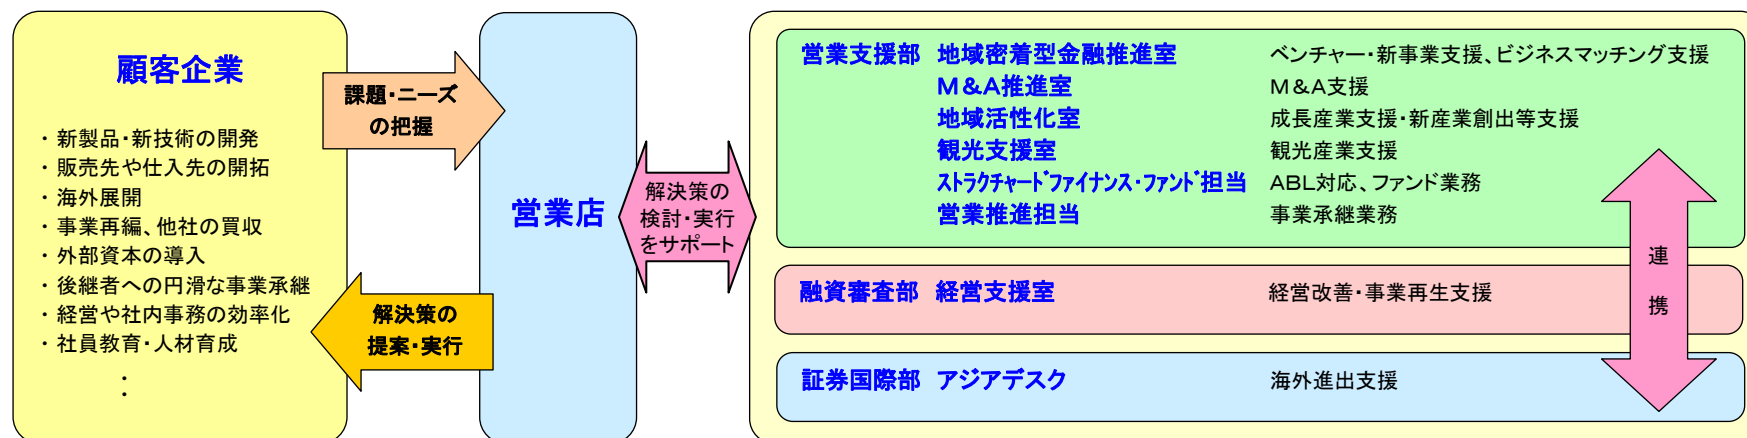 顧客企業
・新製品・新技術の開発
・販売先や仕入先の開拓
・海外展開
・事業再編、他社の買収
・外部資本の導入
・後継者への円滑な事業承継
・経営や社内事務の効率化
・社員教育・人材育成
：
課題・ニーズ
の把握
解決策の
提案・実行
営業店
解決策の
検討・実行
をサポート
営業支援部 地域密着型金融推進室 ベンチャー・新事業支援、ビジネスマッチング支援
M&A推進室 M&A支援
地域活性化室 成長産業支援・新産業創出等支援
観光支援室 観光産業支援
ｽﾄﾗｸﾁｬｰﾄﾞﾌｧｲﾅﾝｽ・ﾌｧﾝﾄﾞ担当 ABL対応、ファンド業務
営業推進担当 事業承継業務
融資審査部 経営支援室 経営改善・事業再生支援
証券国際部 アジアデスク 海外進出支援
連
携